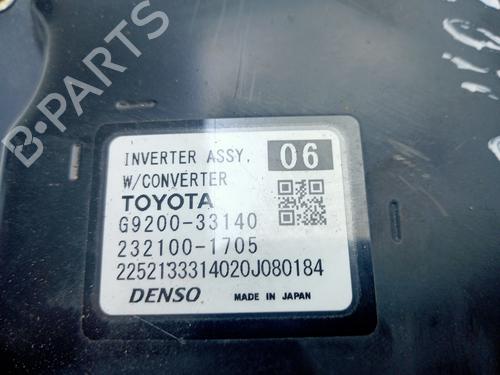 B-Parts
INVERTER ASSY, 06
W/CONVERTER
TOYOTA
G9200-33140
232100-1705
2252133314020J080184
DENSO MADE IN JAPAN